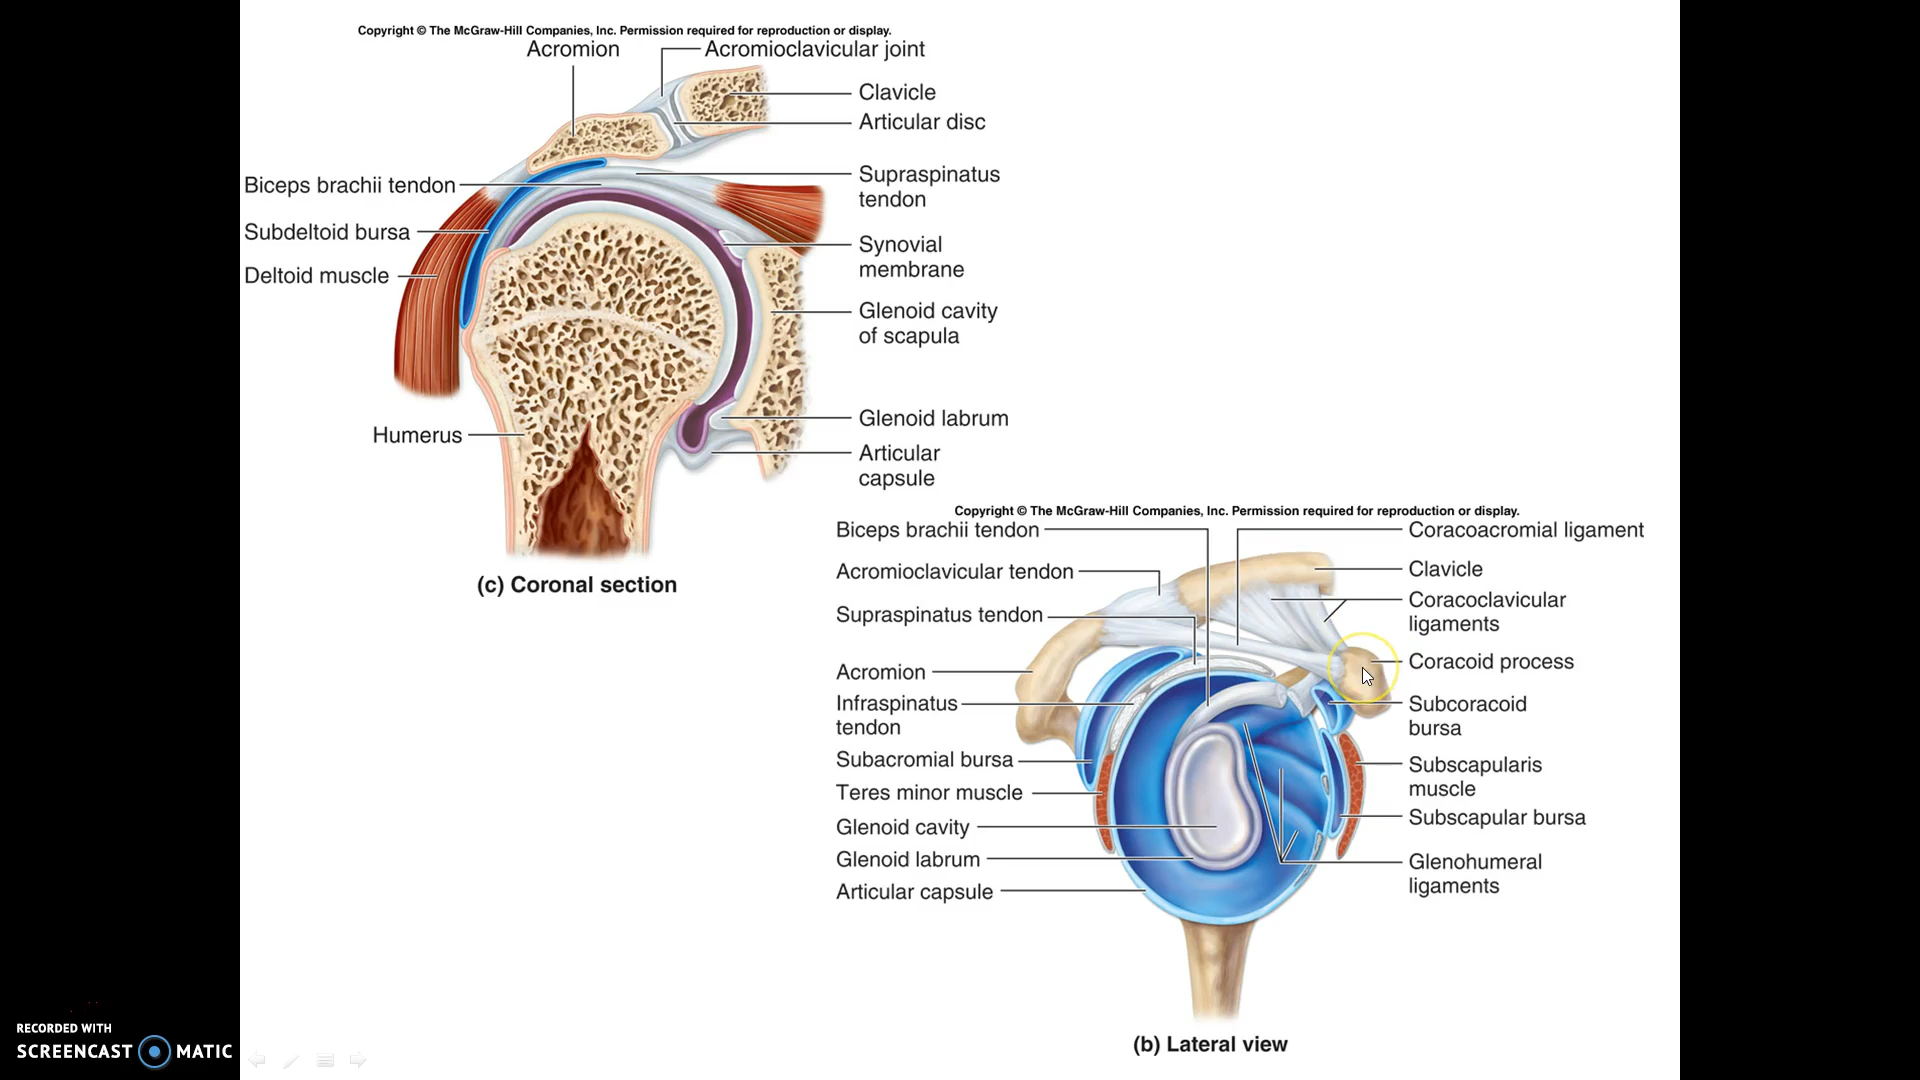 Copyright © The McGraw-Hill Companies, Inc. Permission required for reproduction or display.
Acromion
Acromioclavicular joint
Clavicle
Articular disc
Biceps brachii tendon
Supraspinatus
tendon
Subdeltoid bursa
Synovial
membrane
Deltoid muscle
Glenoid cavity
of scapula
Glenoid labrum
Humerus
Articular
capsule
(c) Coronal section
Copyright © The McGraw-Hill Companies, Inc. Permission required for reproduction or display.
Biceps brachii tendon
Coracoacromial ligament
Acromioclavicular tendon
Clavicle
Supraspinatus tendon
Coracoclavicular
ligaments
Acromion
Coracoid process
Infraspinatus
tendon
Subcoracoid
bursa
Subacromial bursa
Subscapularis
muscle
Teres minor muscle
Subscapular bursa
Glenoid cavity
Glenoid labrum
Glenohumeral
ligaments
Articular capsule
(b) Lateral view
RECORDED WITH
SCREENCAST MATIC